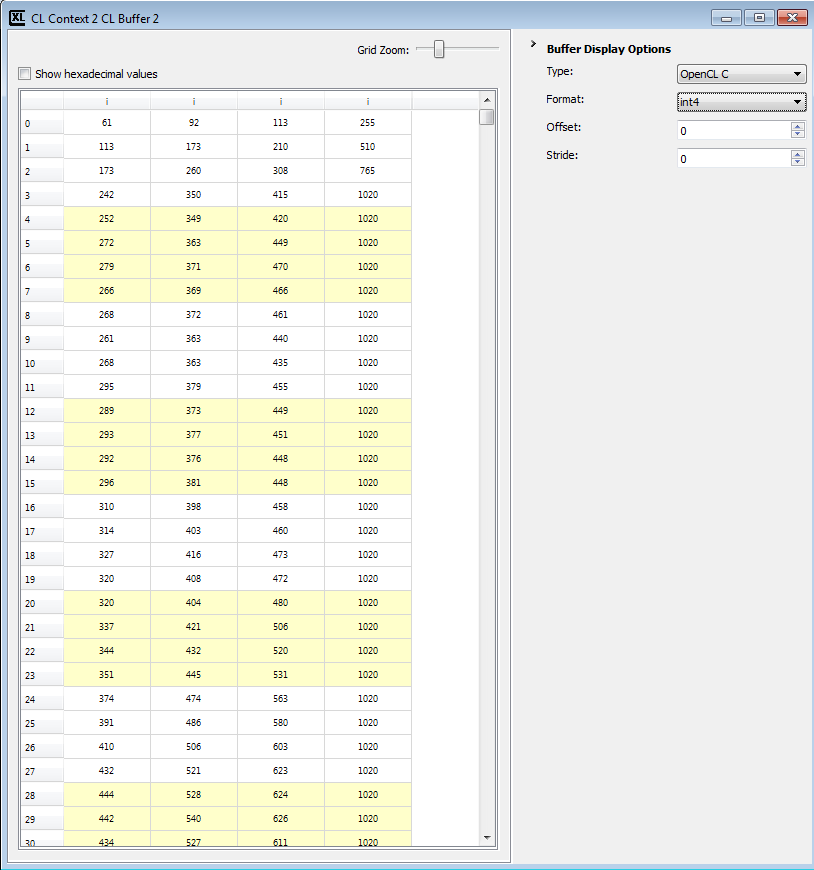 XL CL Context 2 CL Buffer 2
Grid Zoom:
Show hexadecimal values
i i i i
0 61 92 113 255
1 113 173 210 510
2 173 260 308 765
3 242 350 415 1020
4 252 349 420 1020
5 272 363 449 1020
6 279 371 470 1020
7 266 369 466 1020
8 268 372 461 1020
9 261 363 440 1020
10 268 363 435 1020
11 295 379 455 1020
12 289 373 449 1020
13 293 377 451 1020
14 292 376 448 1020
15 296 381 448 1020
16 310 398 458 1020
17 314 403 460 1020
18 327 416 473 1020
19 320 408 472 1020
20 320 404 480 1020
21 337 421 506 1020
22 344 432 520 1020
23 351 445 531 1020
24 374 474 563 1020
25 391 486 580 1020
26 410 506 603 1020
27 432 521 623 1020
28 444 528 624 1020
29 442 540 626 1020
30 434 527 611 1020
Buffer Display Options
Type: OpenCL C
Format: int4
Offset: 0
Stride: 0